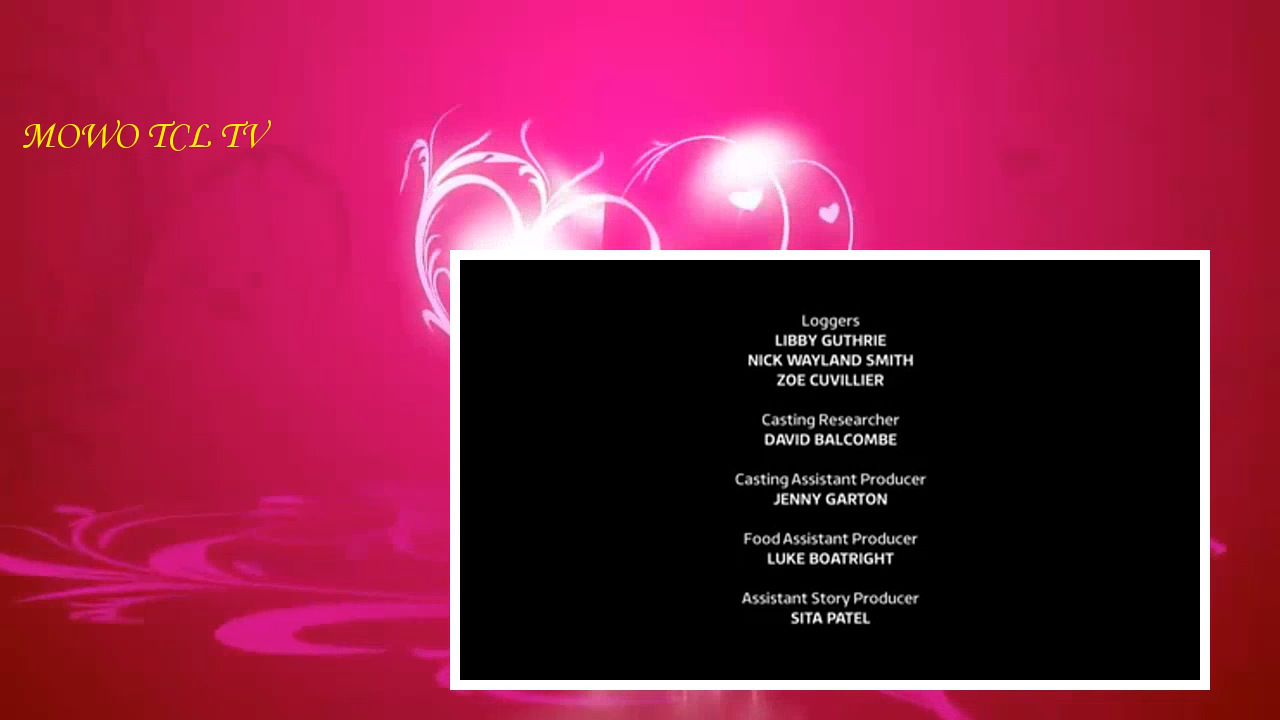 MOWO TCL TV
Loggers
LIBBY GUTHRIE
NICK WAYLAND SMITH
ZOE CUVILLIER
Casting Researcher
DAVID BALCOMBE
Casting Assistant Producer
JENNY GARTON
Food Assistant Producer
LUKE BOATRIGHT
Assistant Story Producer
SITA PATEL